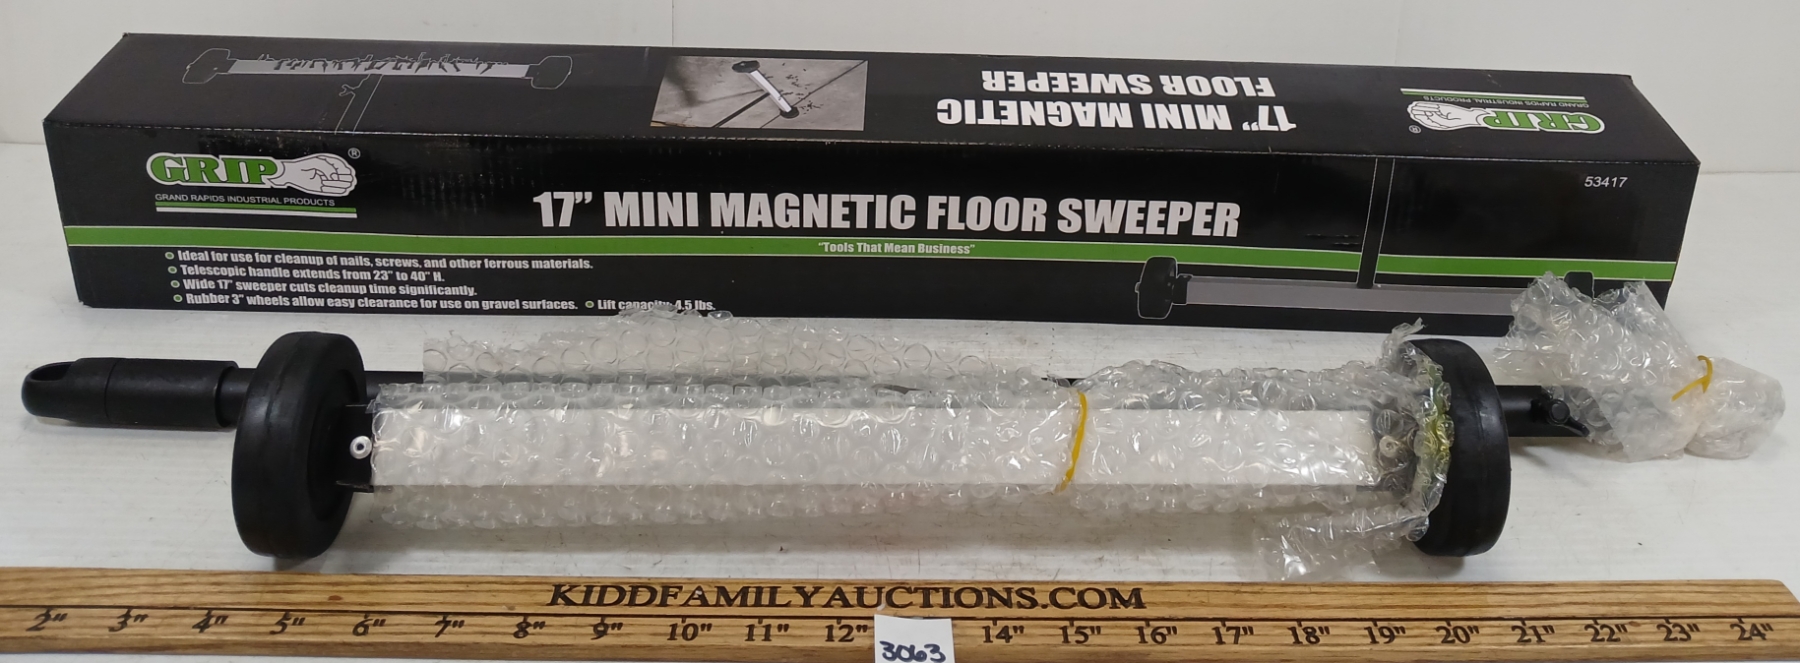 17" MINI MAGNETIC
FLOOR SWEEPER
GRIP
GRAND RAPIDS INDUSTRIAL PRODUCTS
®
GRIP
®
GRAND RAPIDS INDUSTRIAL PRODUCTS
17” MINI MAGNETIC FLOOR SWEEPER
53417
“Tools That Mean Business”
Ideal for use for cleanup of nails, screws, and other ferrous materials.
Telescopic handle extends from 23” to 40” H.
Wide 17” sweeper cuts cleanup time significantly.
Rubber 3” wheels allow easy clearance for use on gravel surfaces. Lift capacity 4.5 lbs.
KIDDFAMILYAUCTIONS.COM
2" 3" 4" 5" 6" 7" 8" 9" 10" 11" 12" 14" 15" 16" 17" 18" 19" 20" 21" 22" 23" 24"
3063